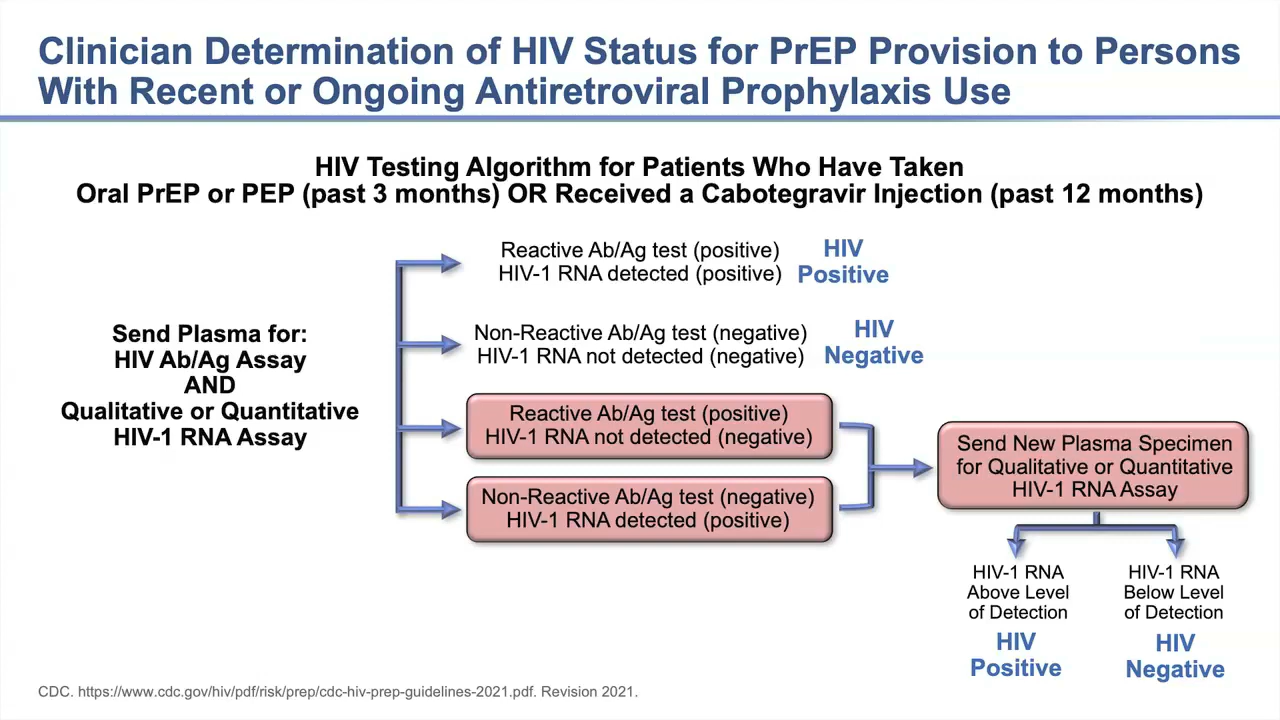 Clinician Determination of HIV Status for PrEP Provision to Persons
With Recent or Ongoing Antiretroviral Prophylaxis Use
HIV Testing Algorithm for Patients Who Have Taken
Oral PrEP or PEP (past 3 months) OR Received a Cabotegravir Injection (past 12 months)
Send Plasma for:
HIV Ab/Ag Assay
AND
Qualitative or Quantitative
HIV-1 RNA Assay
Reactive Ab/Ag test (positive)
HIV-1 RNA detected (positive)
HIV
Positive
Non-Reactive Ab/Ag test (negative)
HIV-1 RNA not detected (negative)
HIV
Negative
Reactive Ab/Ag test (positive)
HIV-1 RNA not detected (negative)
Non-Reactive Ab/Ag test (negative)
HIV-1 RNA detected (positive)
Send New Plasma Specimen
for Qualitative or Quantitative
HIV-1 RNA Assay
HIV-1 RNA
Above Level
of Detection
HIV
Positive
HIV-1 RNA
Below Level
of Detection
HIV
Negative
CDC. https://www.cdc.gov/hiv/pdf/risk/prep/cdc-hiv-prep-guidelines-2021.pdf. Revision 2021.